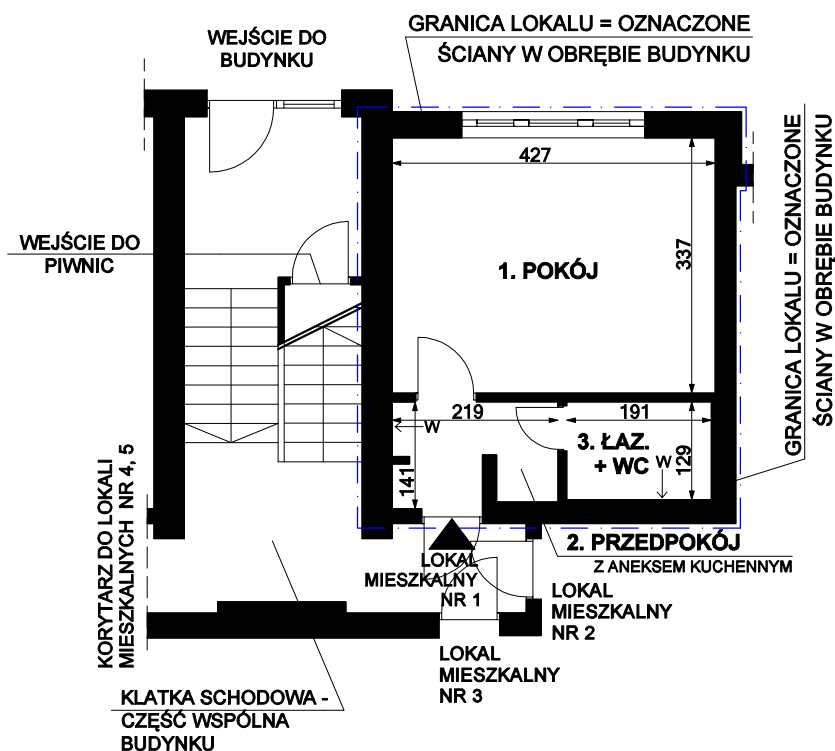 GRANICA LOKALU = OZNACZONE
ŚCIANY W OBRĘBIE BUDYNKU
WEJŚCIE DO
BUDYNKU
GRANICA LOKALU = OZNACZONE
ŚCIANY W OBRĘBIE BUDYNKU
427
337
WEJŚCIE DO
PIWNIC
1. POKÓJ
219
191
W
3. ŁAZ.
+ WC
W
129
141
KORYTARZ DO LOKALI
MIESZKALNYCH NR 4, 5
2. PRZEDPOKÓJ
Z ANEKSEM KUCHENNYM
LOKAL
MIESZKALNY
NR 1
LOKAL
MIESZKALNY
NR 2
LOKAL
MIESZKALNY
NR 3
KLATKA SCHODOWA -
CZĘŚĆ WSPÓLNA
BUDYNKU